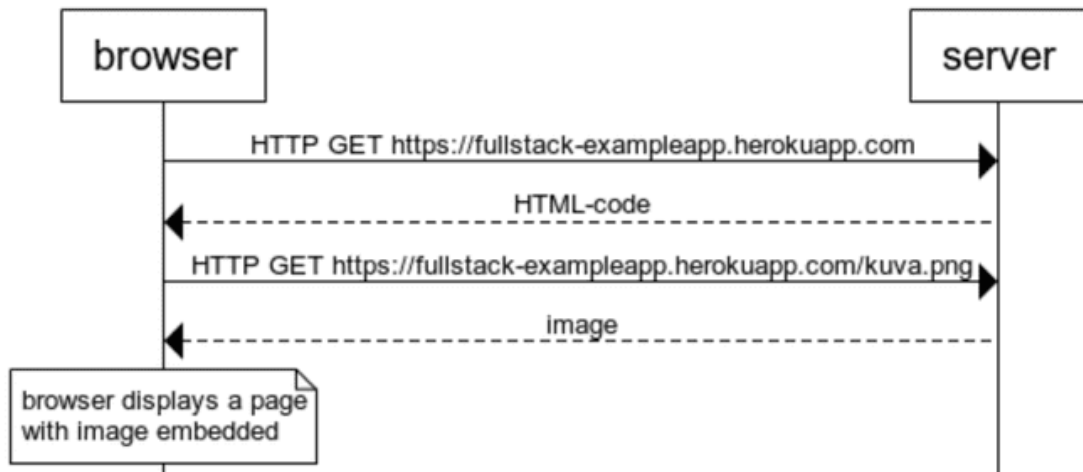 browser
server
HTTP GET https://fullstack-exampleapp.herokuapp.com
HTML-code
HTTP GET https://fullstack-exampleapp.herokuapp.com/kuva.png
image
browser displays a page
with image embedded